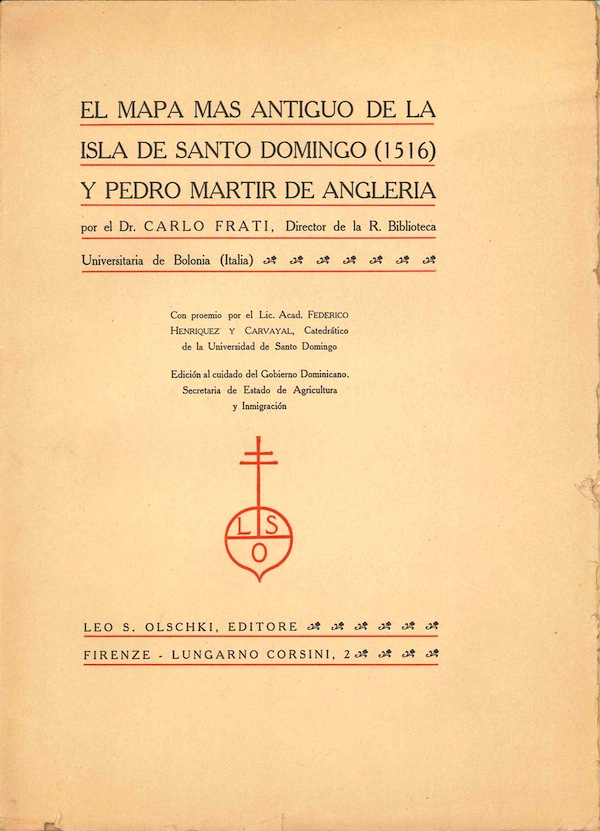 EL MAPA MAS ANTIGUO DE LA
ISLA DE SANTO DOMINGO (1516)
Y PEDRO MARTIR DE ANGLERIA
por el Dr. CARLO FRATI, Director de la R. Biblioteca
Universitaria de Bolonia (Italia)
Con proemio por el Lic. Acad. FEDERICO
HENRIQUEZ Y CARVAYAL, Catedrático
de la Universidad de Santo Domingo
Edición al cuidado del Gobierno Dominicano.
Secretaria de Estado de Agricultura
y Inmigración
L S
O
LEO S. OLSCHKI, EDITORE
FIRENZE - LUNGARNO CORSINI, 2